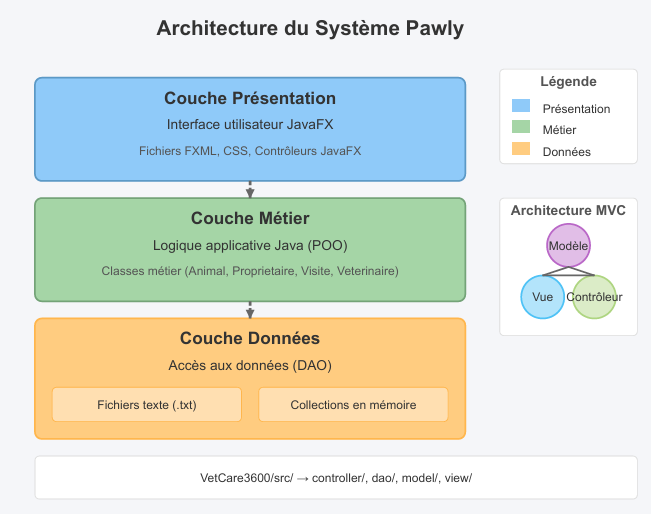 Architecture du Système Pawly
Couche Présentation
Interface utilisateur JavaFX
Fichiers FXML, CSS, Contrôleurs JavaFX
Couche Métier
Logique applicative Java (POO)
Classes métier (Animal, Proprietaire, Visite, Veterinaire)
Couche Données
Accès aux données (DAO)
Fichiers texte (.txt)
Collections en mémoire
Légende
Présentation
Métier
Données
Architecture MVC
Modèle
Vue
Contrôleur
VetCare3600/src/ → controller/, dao/, model/, view/